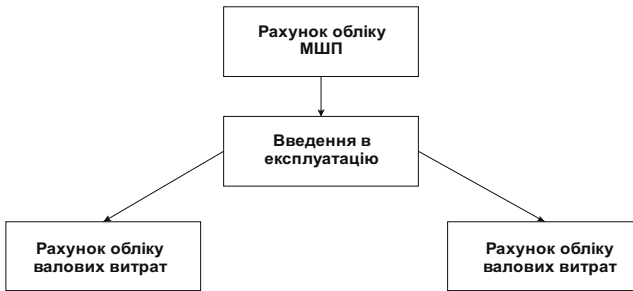 Рахунок обліку
МШП
Введення в
експлуатацію
Рахунок обліку
валових витрат
Рахунок обліку
валових витрат